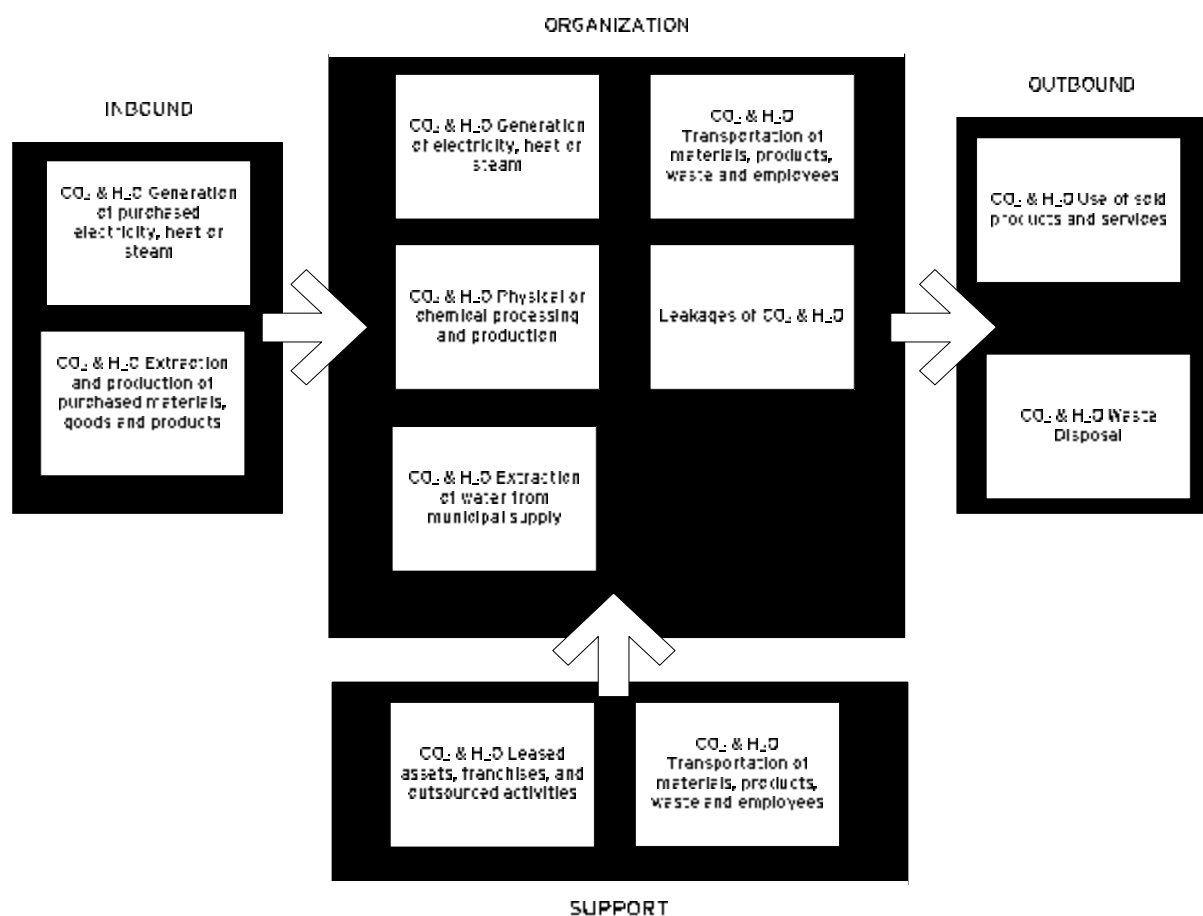 ORGANIZATION
INBOUND
OUTBOUND
CO₂ & H₂O Generation
of purchased
electricity, heat or
steam
CO₂ & H₂O Extraction
and production of
purchased materials,
goods and products
CO₂ & H₂O Generation
of electricity, heat or
steam
CO₂ & H₂O
Transportation of
materials, products,
waste and employees
CO₂ & H₂O Physical or
chemical processing
and production
Leakages of CO₂ & H₂O
CO₂ & H₂O Extraction
of water from
municipal supply
CO₂ & H₂O Use of sold
products and services
CO₂ & H₂O Waste
Disposal
CO₂ & H₂O Leased
assets, franchises, and
outsourced activities
CO₂ & H₂O
Transportation of
materials, products,
waste and employees
SUPPORT